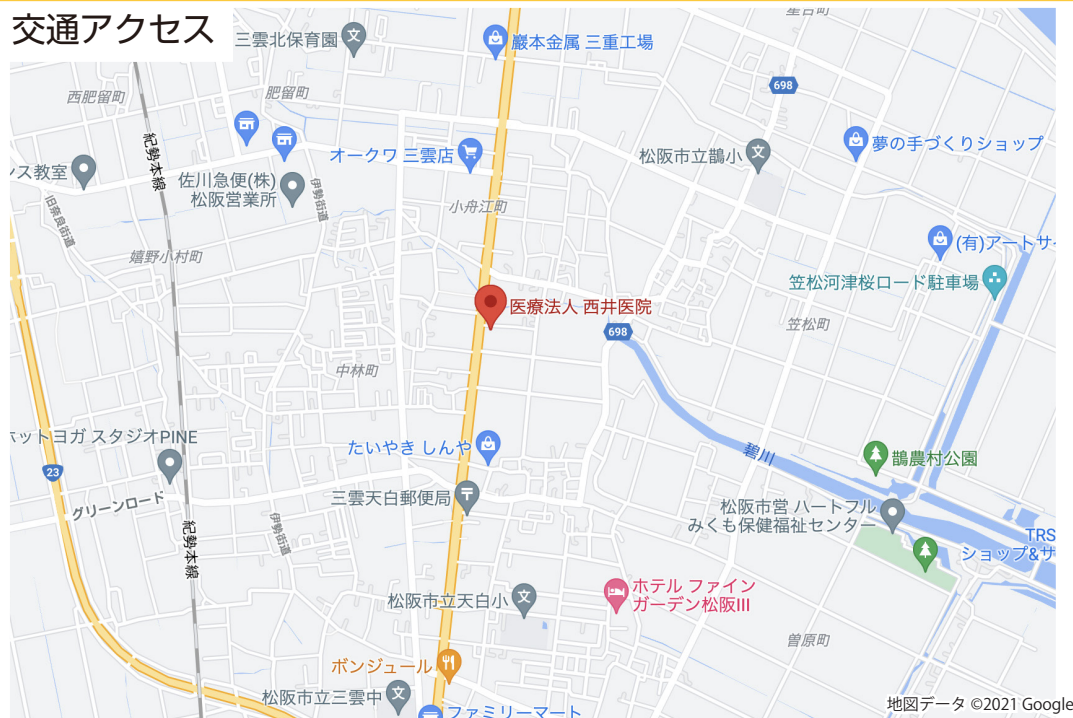 交通アクセス
星合町
三雲北保育園
巖本金属 三重工場
698
西肥留町
肥留町
紀勢本線
オークワ 三雲店
松阪市立鵲小
夢の手づくりショップ
ンス教室
佐川急便(株)
松阪営業所
伊勢街道
小舟江町
旧奈良街道
嬉野小村町
(有)アートサイ
笠松河津桜ロード駐車場
医療法人 西井医院
698
笠松町
中林町
たいやき しんや
碧川
鵲農村公園
ホットヨガ スタジオPINE
23
グリーンロード
三雲天白郵便局
松阪市営 ハートフル
みくも保健福祉センター
紀勢本線
伊勢街道
TRS
ショップ&サ
松阪市立天白小
ホテル ファイン
ガーデン松阪III
曽原町
ボンジュール
松阪市立三雲中
ファミリーマート
地図データ ©2021 Google